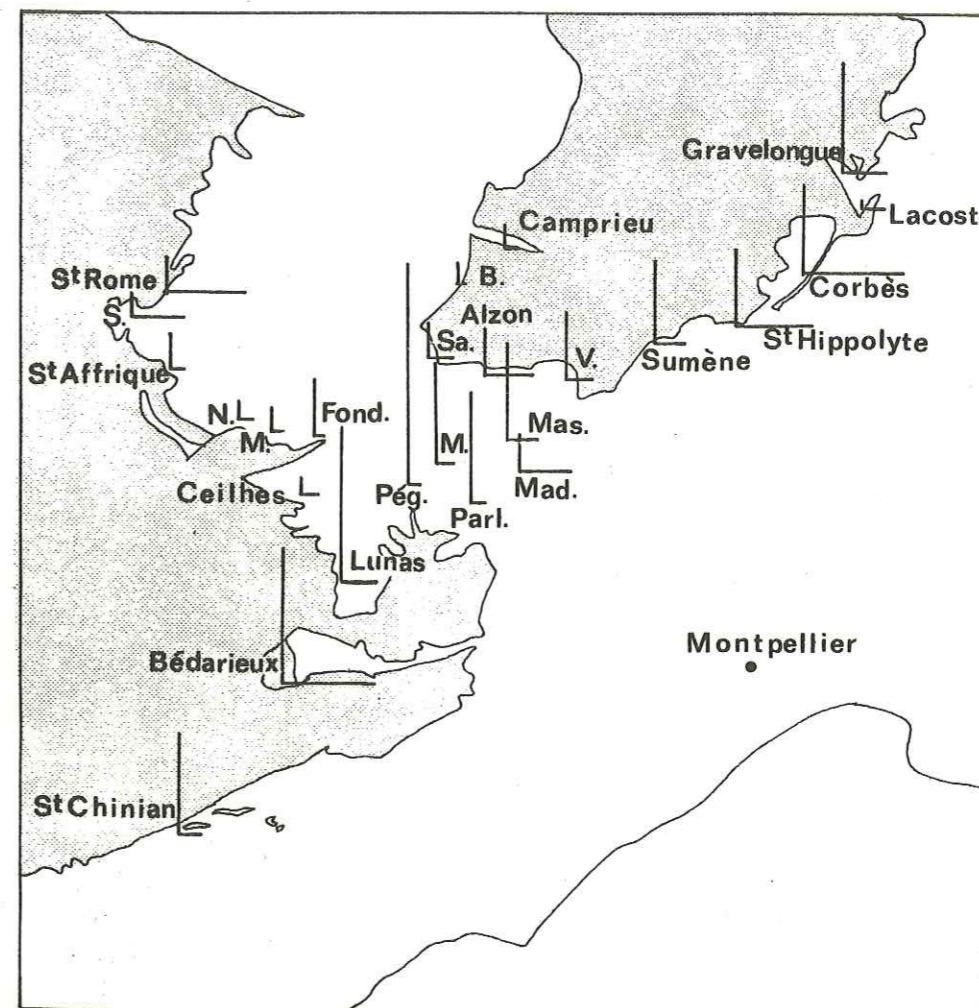 Gravelongue
Lacost
Camprieu
St Rome
I. B.
Corbès
S.
Alzon
St Hippolyte
Sa.
V.
Sumène
St Affrique
N.
Fond.
M.
M.
Mas.
Ceilhes
Pég.
Mad.
Parl.
Lunas
Bédarieux
Montpellier
St Chinian